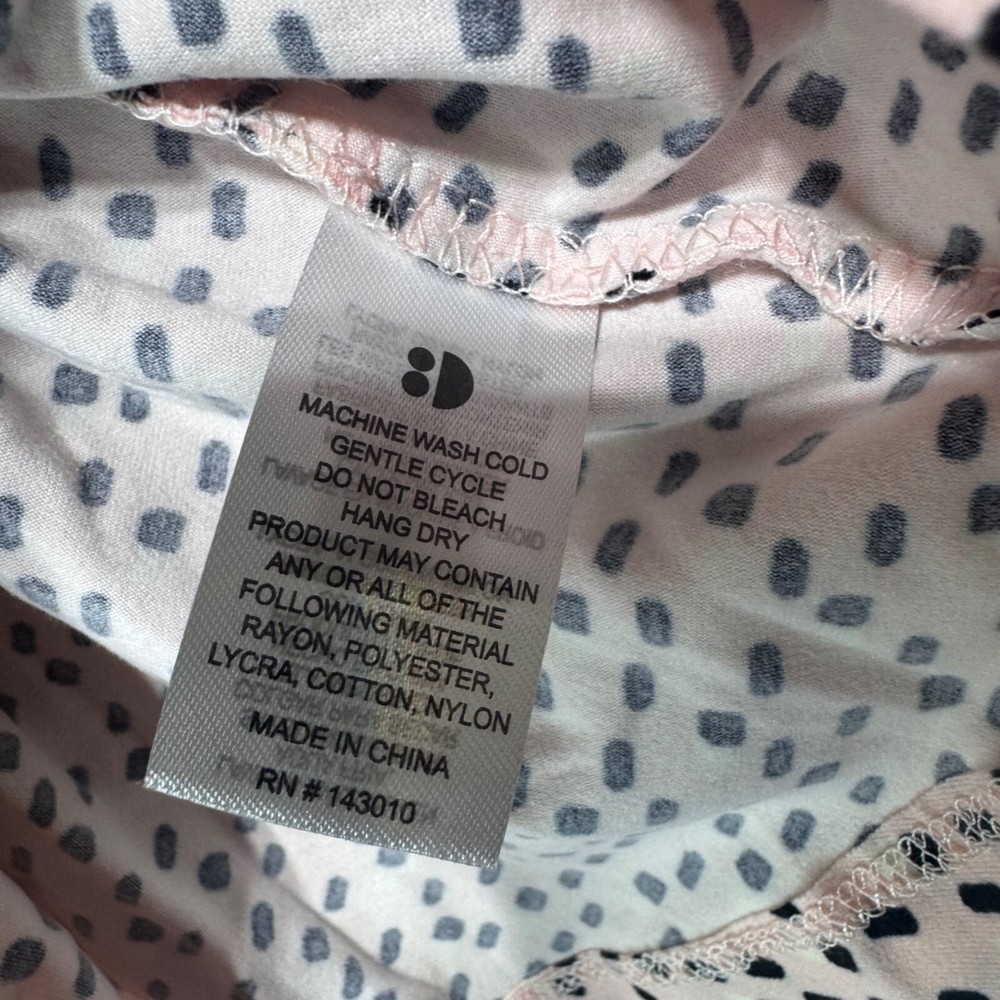 MACHINE WASH COLD
GENTLE CYCLE
DO NOT BLEACH
HANG DRY
PRODUCT MAY CONTAIN
ANY OR ALL OF THE
FOLLOWING MATERIAL
RAYON, POLYESTER,
LYCRA, COTTON, NYLON
MADE IN CHINA
RN # 143010